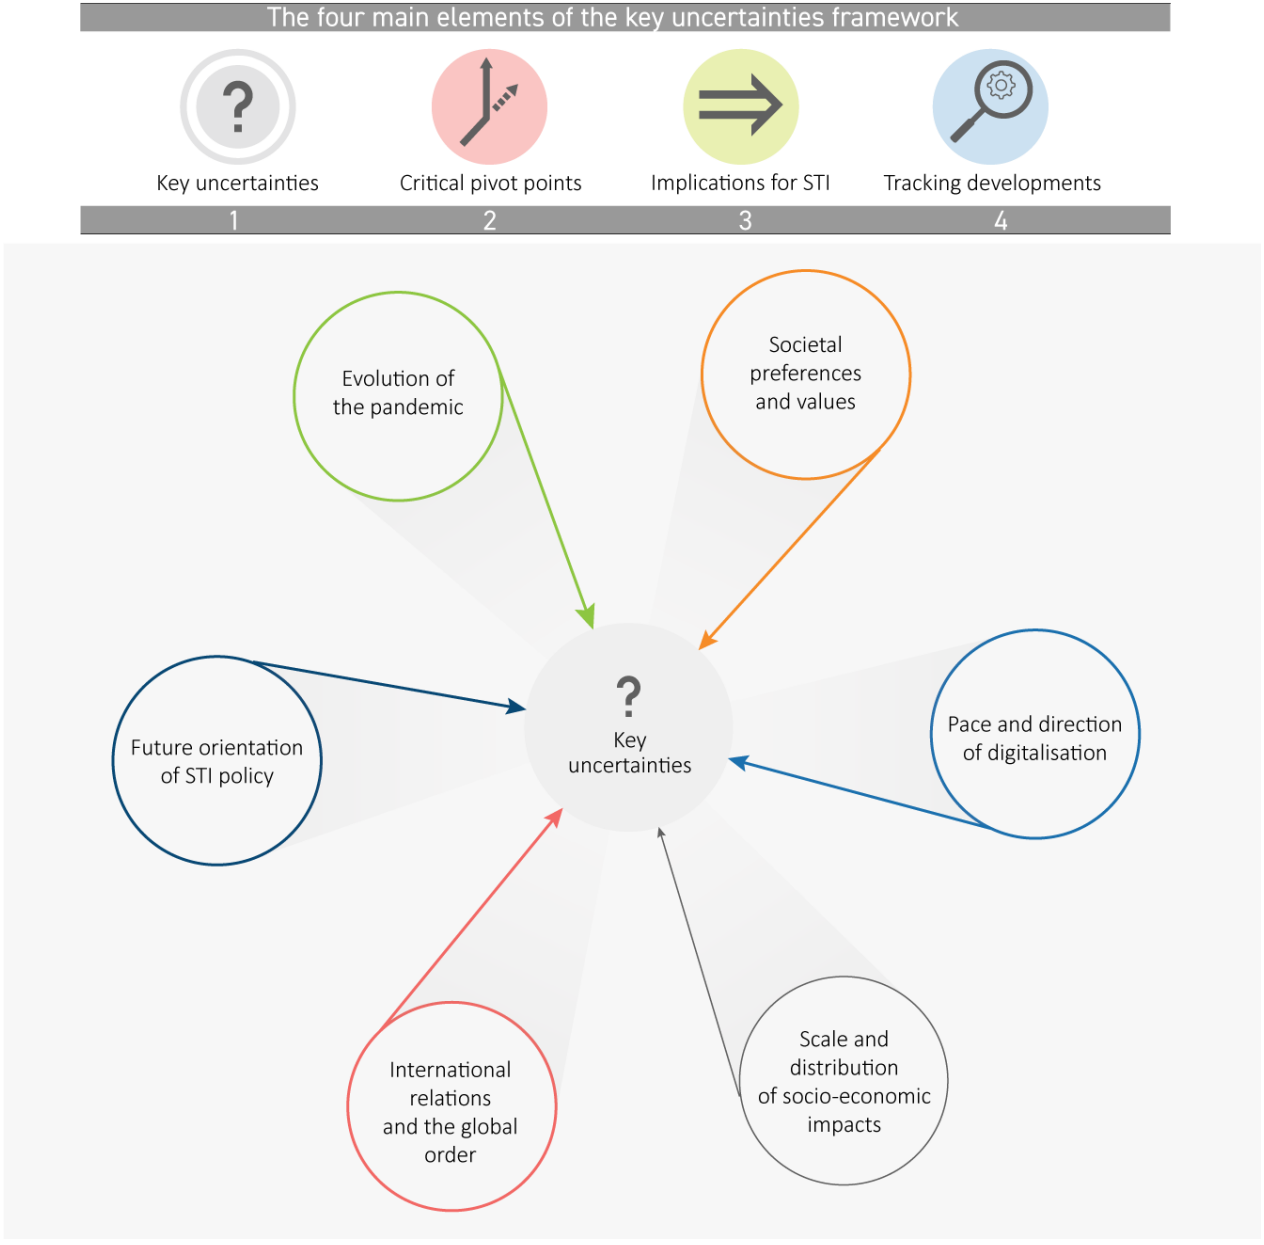 The four main elements of the key uncertainties framework
?
Key uncertainties
Critical pivot points
Implications for STI
Tracking developments
1
2
3
4
Evolution of
the pandemic
Societal
preferences
and values
Future orientation
of STI policy
?
Key
uncertainties
Pace and direction
of digitalisation
International
relations
and the global
order
Scale and
distribution
of socio-economic
impacts